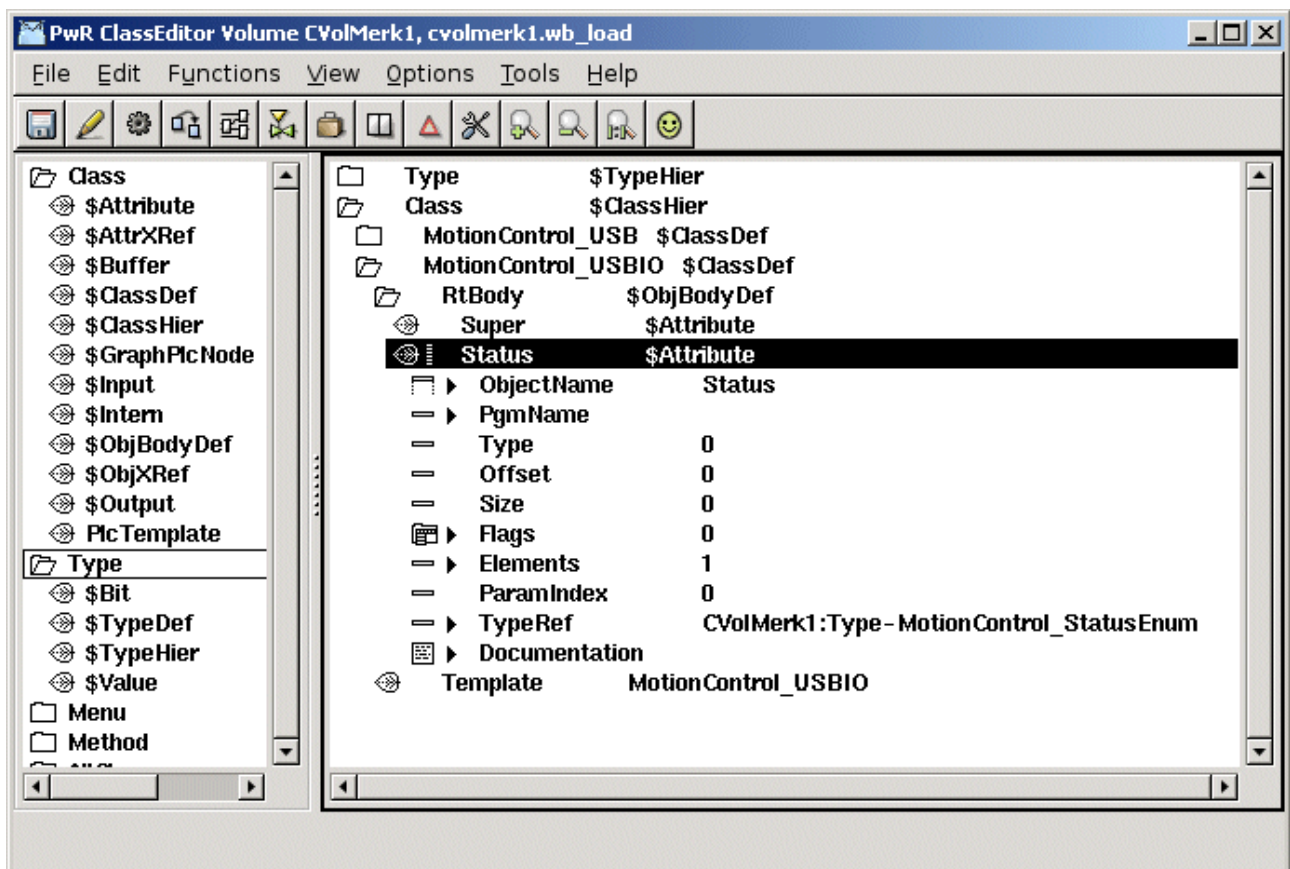 PwR ClassEditor Volume CVolMerk1, cvolmerk1.wb_load
File Edit Functions View Options Tools Help
Class
$Attribute
$AttrXRef
$Buffer
$ClassDef
$ClassHier
$GraphPlcNode
$Input
$Intern
$ObjBodyDef
$ObjXRef
$Output
PlcTemplate
Type
$Bit
$TypeDef
$TypeHier
$Value
Menu
Method
Type $TypeHier
Class $ClassHier
MotionControl_USB $ClassDef
MotionControl_USBIO $ClassDef
RtBody $ObjBodyDef
Super $Attribute
Status $Attribute
ObjectName Status
PgmName
Type 0
Offset 0
Size 0
Flags 0
Elements 1
ParamIndex 0
TypeRef CVolMerk1:Type-MotionControl_StatusEnum
Documentation
Template MotionControl_USBIO